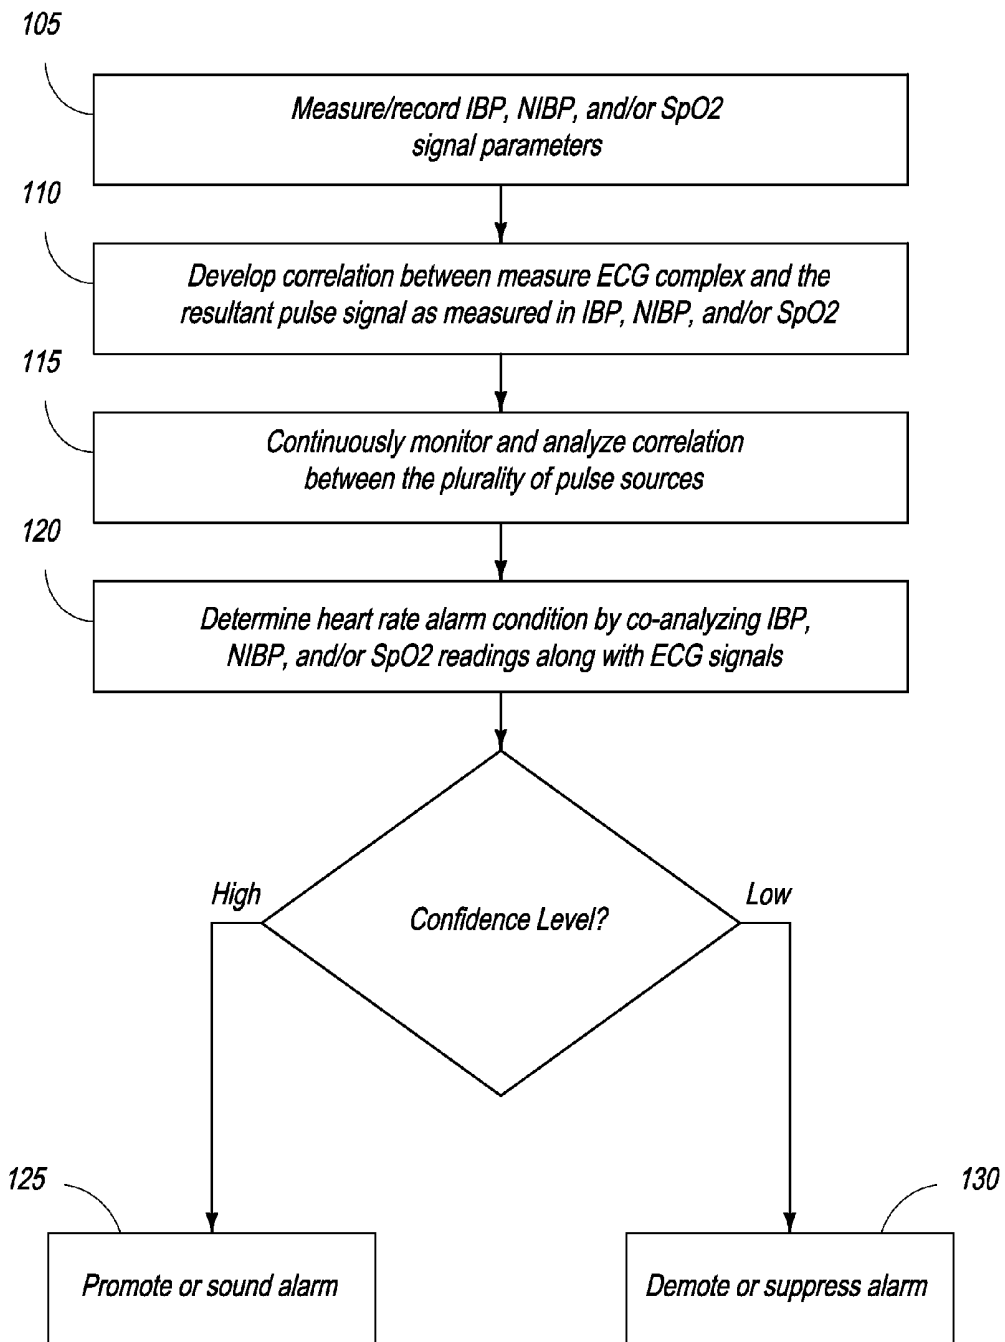 105
Measure/record IBP, NIBP, and/or SpO2
signal parameters
110
Develop correlation between measure ECG complex and the
resultant pulse signal as measured in IBP, NIBP, and/or SpO2
115
Continuously monitor and analyze correlation
between the plurality of pulse sources
120
Determine heart rate alarm condition by co-analyzing IBP,
NIBP, and/or SpO2 readings along with ECG signals
High
Low
Confidence Level?
125
130
Promote or sound alarm
Demote or suppress alarm